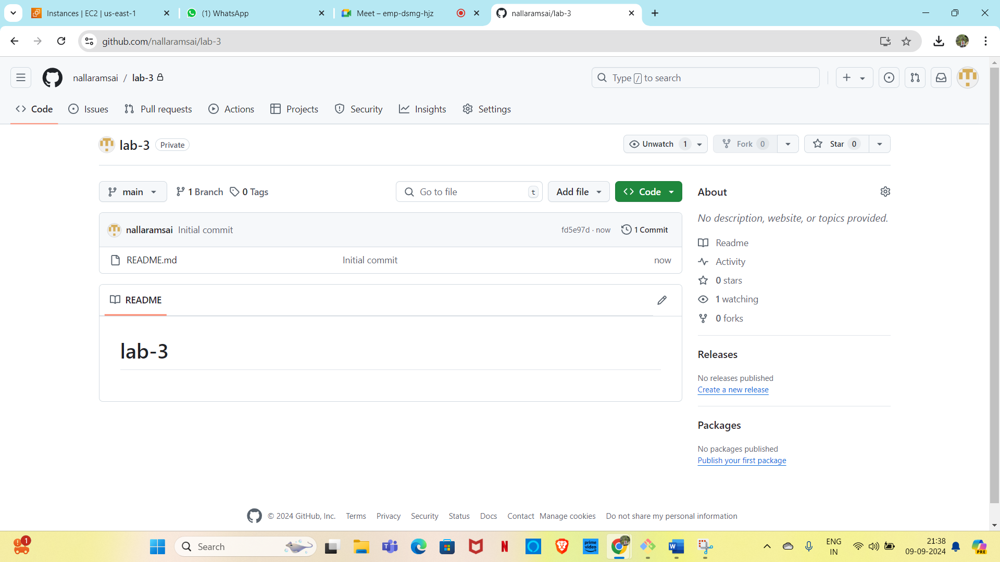 Instances | EC2 | us-east-1
(1) WhatsApp
Meet – emp-dsmg-hjz
nallaramsai/lab-3
github.com/nallaramsai/lab-3
nallaramsai / lab-3
Type / to search
Code
Issues
Pull requests
Actions
Projects
Security
Insights
Settings
lab-3 Private
Unwatch 1
Fork 0
Star 0
main
1 Branch
0 Tags
Go to file t
Add file
Code
nallaramsai Initial commit
fd5e97d · now
1 Commit
README.md Initial commit now
README
lab-3
About
No description, website, or topics provided.
Readme
Activity
0 stars
1 watching
0 forks
Releases
No releases published
Create a new release
Packages
No packages published
Publish your first package
© 2024 GitHub, Inc. Terms Privacy Security Status Docs Contact Manage cookies Do not share my personal information
1
Search
prime video
ENG
IN
21:38
09-09-2024
PRE